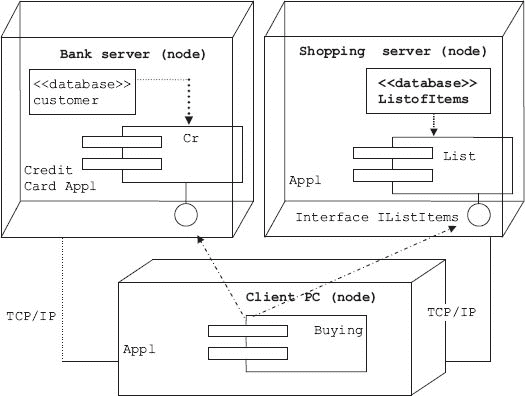 Bank server (node)
<<database>>
customer
Cr
Credit
Card Appl
Shopping server (node)
<<database>>
ListofItems
List
Appl
Interface IListItems
TCP/IP
TCP/IP
Client PC (node)
Buying
Appl